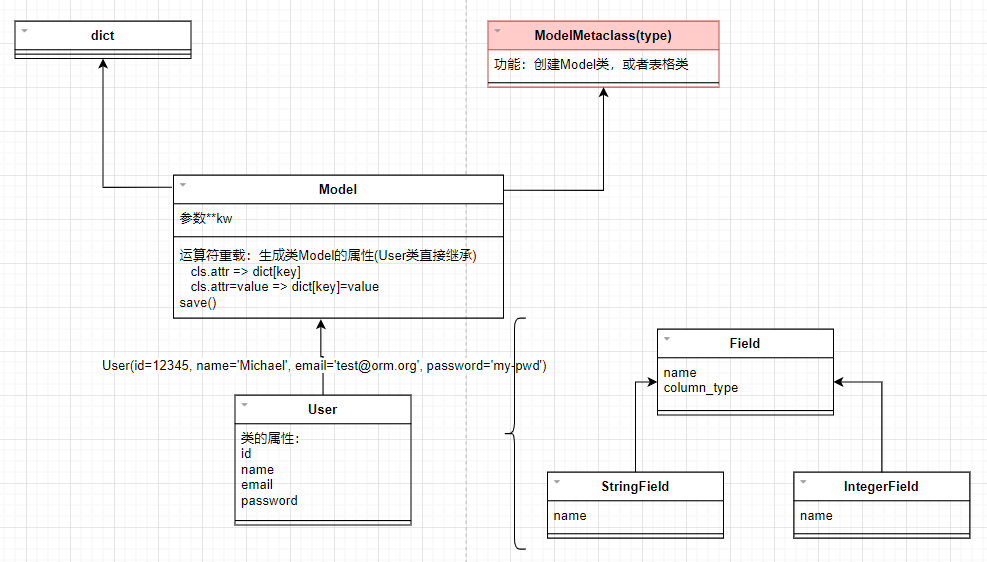 dict
ModelMetaclass(type)
功能：创建Model类，或者表格类
Model
参数**kw
运算符重载：生成类Model的属性(User类直接继承)
cls.attr => dict[key]
cls.attr=value => dict[key]=value
save()
User(id=12345, name='Michael', email='test@orm.org', password='my-pwd')
User
类的属性：
id
name
email
password
Field
name
column_type
StringField
name
IntegerField
name